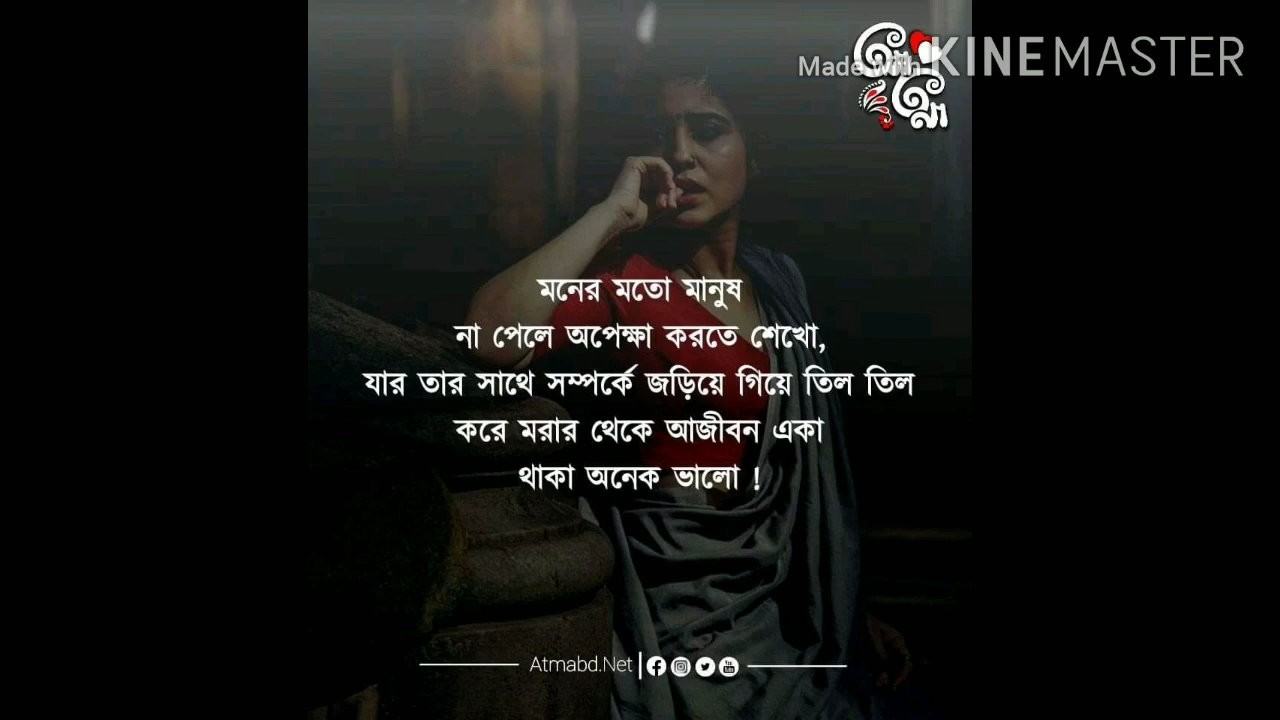 Made with KINEMASTER
মনের মতো মানুষ
না পেলে অপেক্ষা করতে শেখো,
যার তার সাথে সম্পর্কে জড়িয়ে গিয়ে তিল তিল
করে মরার থেকে আজীবন একা
থাকা অনেক ভালো !
Atmabd.Net